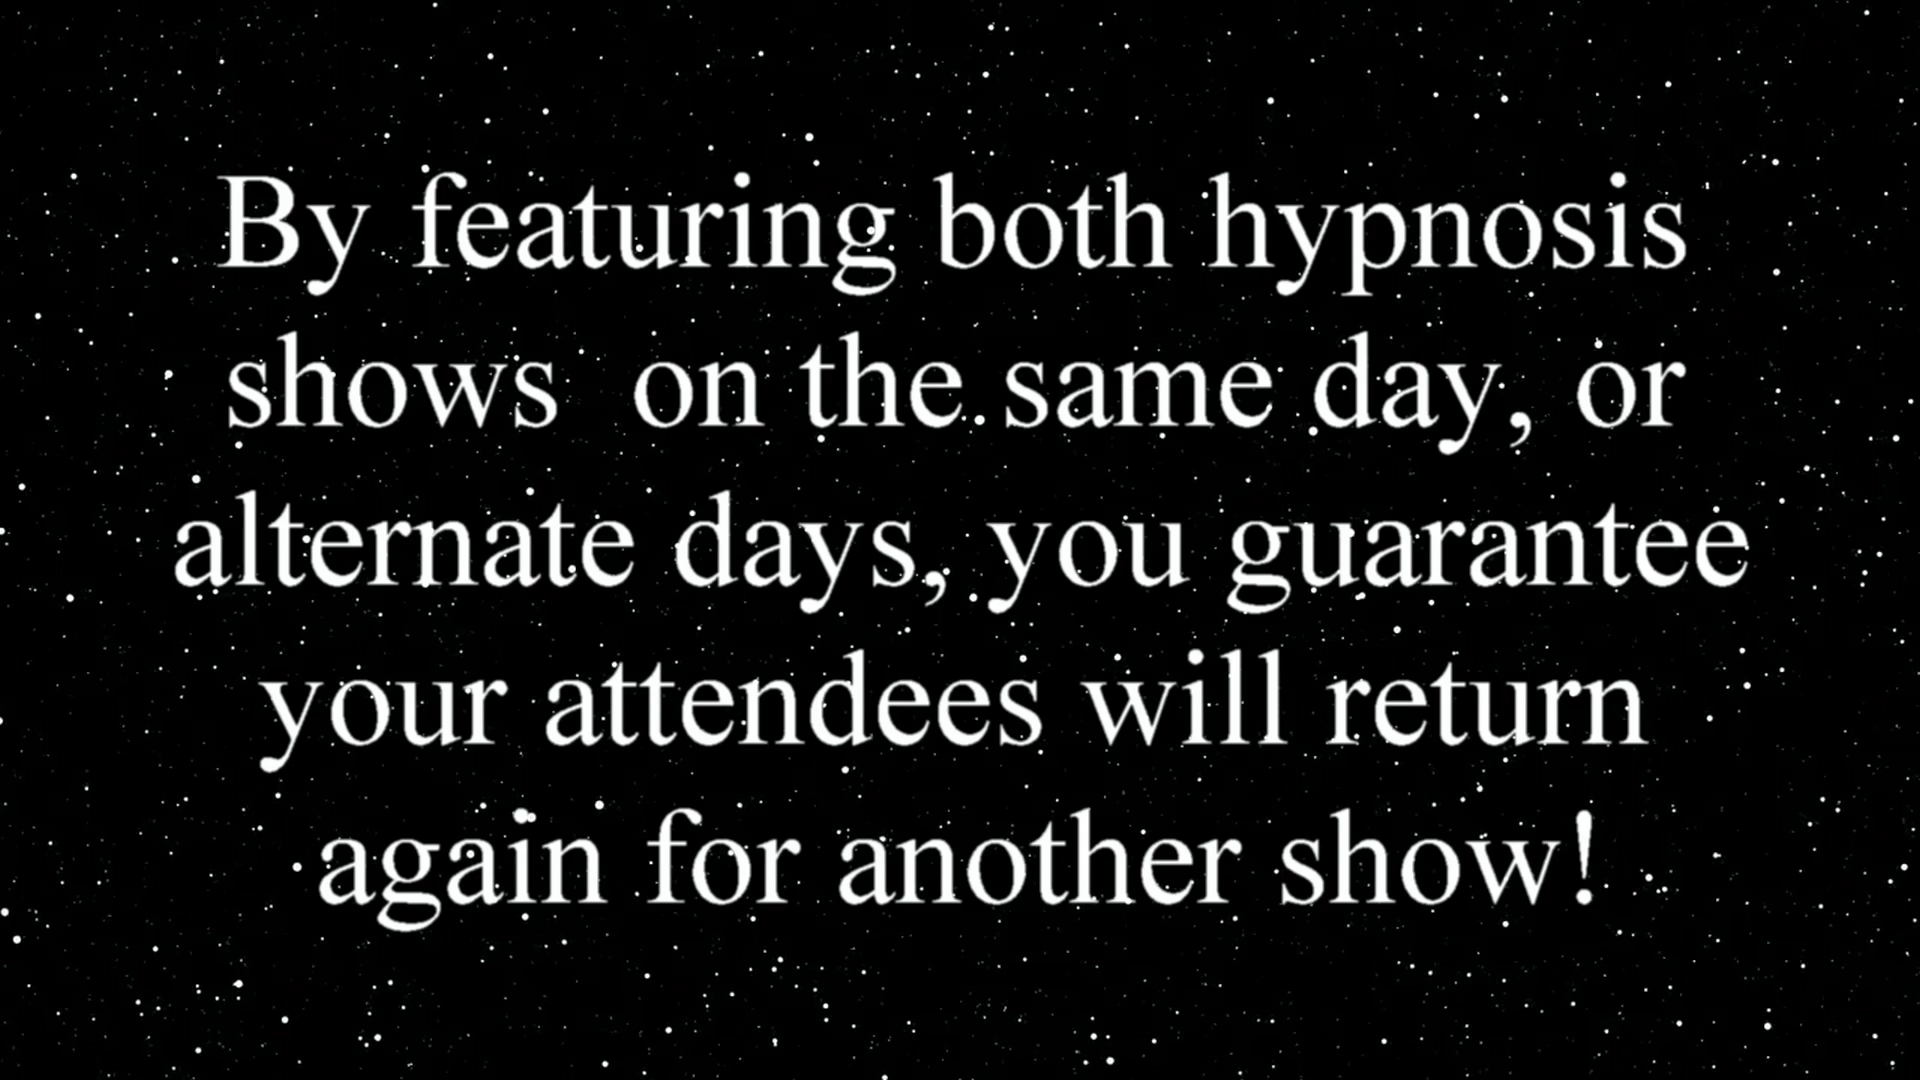 By featuring both hypnosis
shows on the same day, or
alternate days, you guarantee
your attendees will return
again for another show!